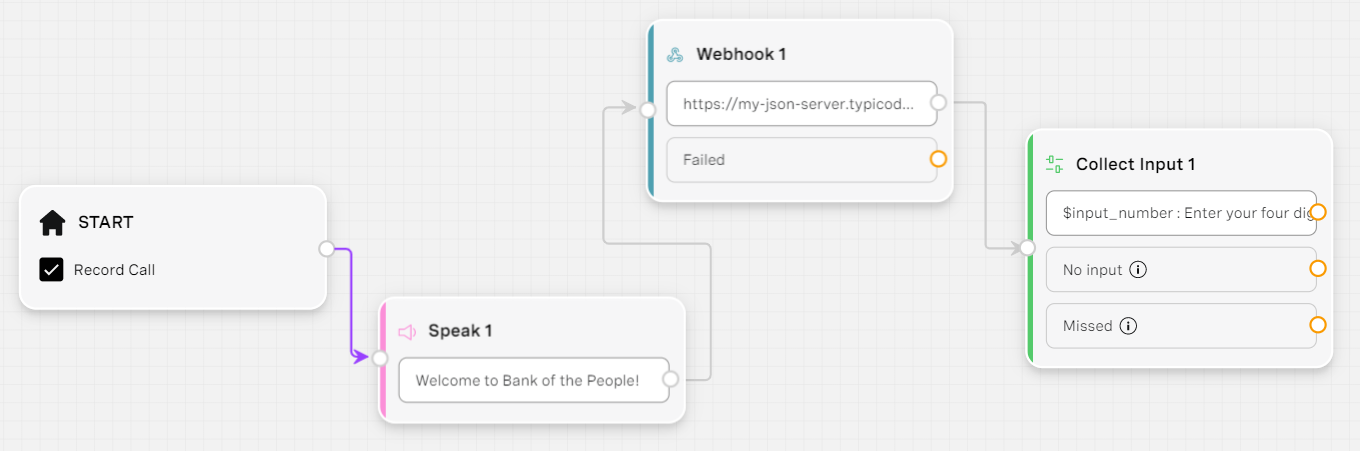 START
Record Call
Speak 1
Welcome to Bank of the People!
Webhook 1
https://my-json-server.typicod...
Failed
Collect Input 1
$input_number : Enter your four dig
No input
Missed